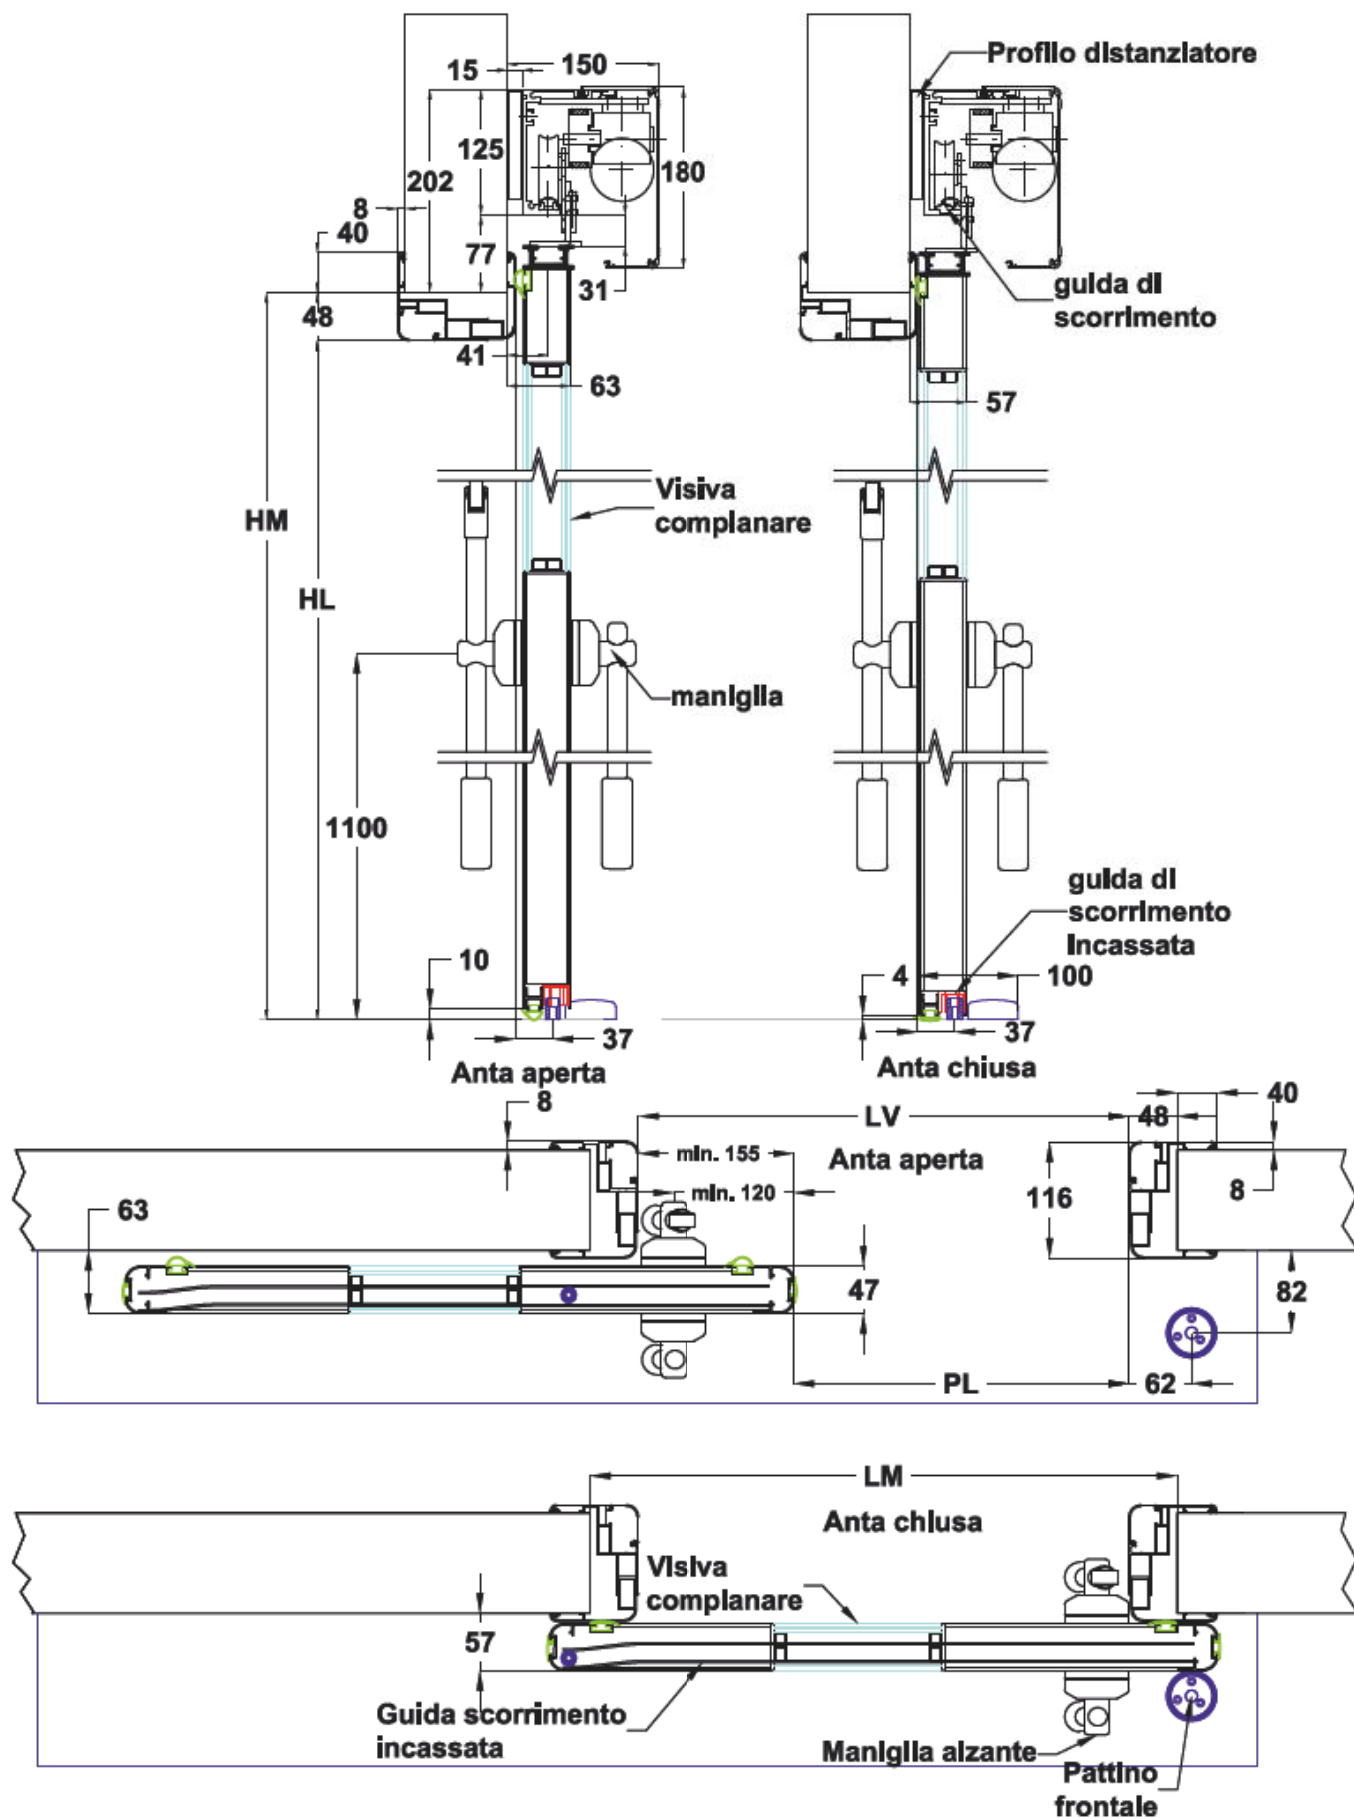 Profilo distanziatore
15
150
125
202
180
8
40
77
31
48
41
63
guida di
scorrimento
57
HM
Visiva
complanare
HL
maniglia
1100
guida di
scorrimento
incassata
10
4
100
37
37
Anta aperta
Anta chiusa
8
LV
48
40
min. 155
Anta aperta
min. 120
116
8
63
47
82
PL
62
LM
Anta chiusa
Visiva
complanare
57
Guida scorrimento
incassata
Maniglia alzante
Pattino
frontale